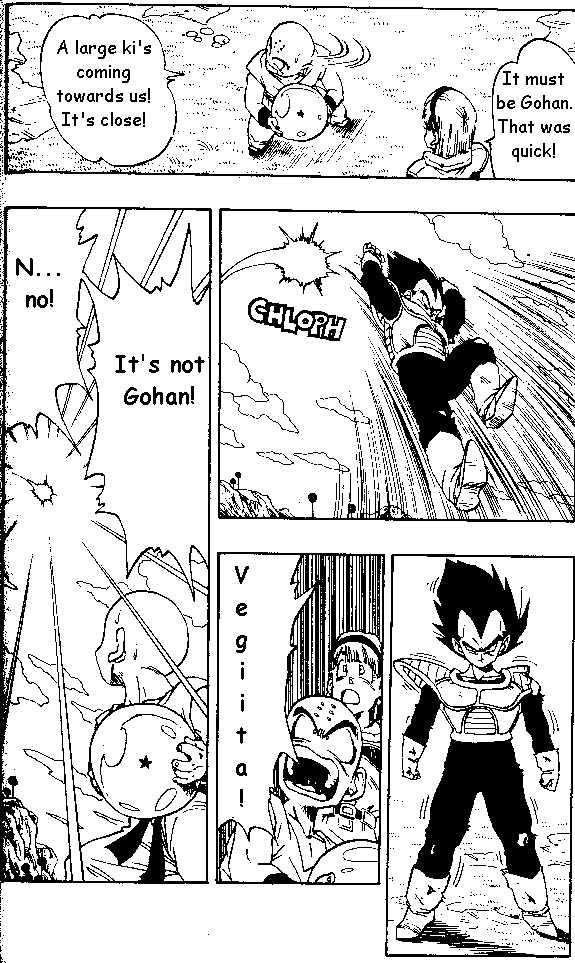 A large ki's
coming
towards us!
It's close!
It must
be Gohan.
That was
quick!
N...
no!
It's not
Gohan!
CHLOPH
Vegiita!